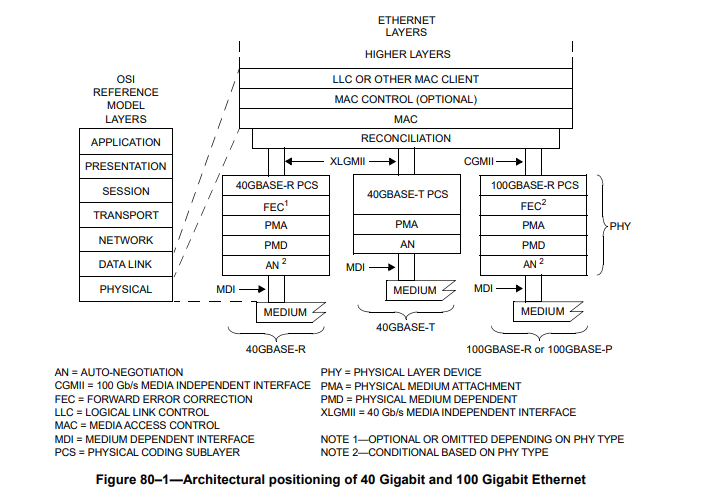 ETHERNET
LAYERS
HIGHER LAYERS
LLC OR OTHER MAC CLIENT
MAC CONTROL (OPTIONAL)
MAC
RECONCILIATION
OSI
REFERENCE
MODEL
LAYERS
APPLICATION
PRESENTATION
SESSION
TRANSPORT
NETWORK
DATA LINK
PHYSICAL
XLGMII
CGMII
40GBASE-R PCS
FEC1
PMA
PMD
AN 2
MDI
MEDIUM
40GBASE-R
40GBASE-T PCS
PMA
AN
MDI
MEDIUM
40GBASE-T
100GBASE-R PCS
FEC2
PMA
PMD
AN 2
PHY
MDI
MEDIUM
100GBASE-R or 100GBASE-P
AN = AUTO-NEGOTIATION
CGMII = 100 Gb/s MEDIA INDEPENDENT INTERFACE
FEC = FORWARD ERROR CORRECTION
LLC = LOGICAL LINK CONTROL
MAC = MEDIA ACCESS CONTROL
MDI = MEDIUM DEPENDENT INTERFACE
PCS = PHYSICAL CODING SUBLAYER
PHY = PHYSICAL LAYER DEVICE
PMA = PHYSICAL MEDIUM ATTACHMENT
PMD = PHYSICAL MEDIUM DEPENDENT
XLGMII = 40 Gb/s MEDIA INDEPENDENT INTERFACE
NOTE 1—OPTIONAL OR OMITTED DEPENDING ON PHY TYPE
NOTE 2—CONDITIONAL BASED ON PHY TYPE
Figure 80–1—Architectural positioning of 40 Gigabit and 100 Gigabit Ethernet